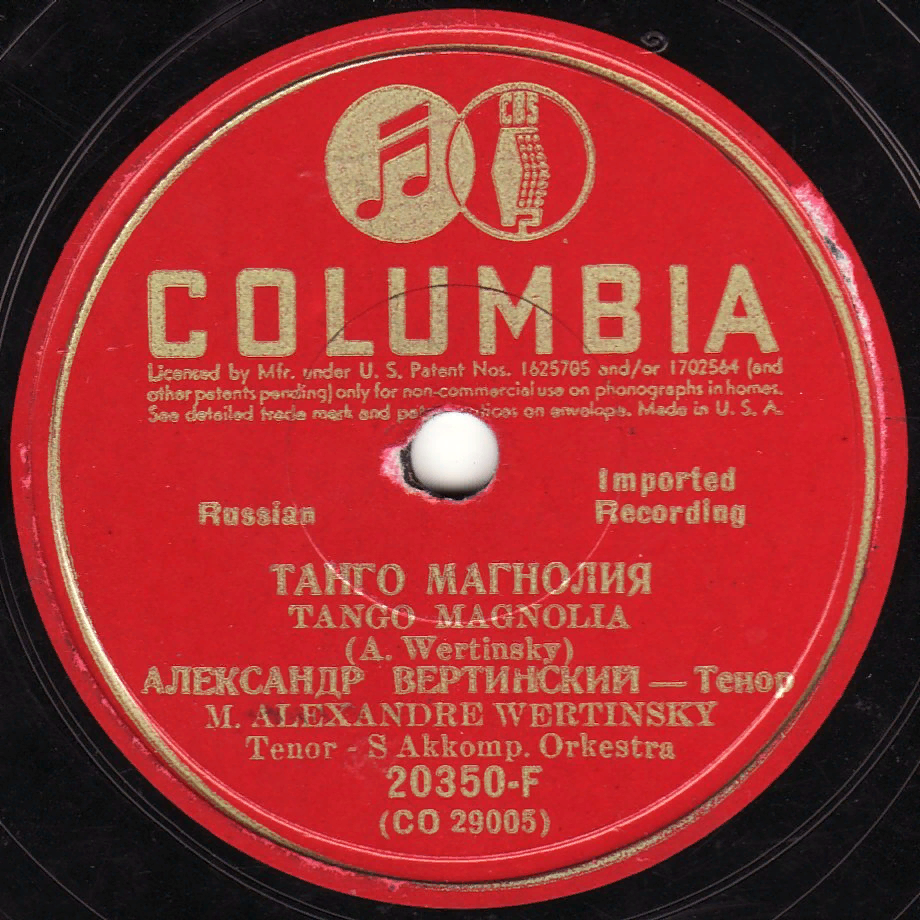 CBS
COLUMBIA
Licensed by Mfr. under U. S. Patent Nos. 1625705 and/or 1702564 (and
other patents pending) only for non-commercial use on phonographs in homes.
See detailed trade mark and on envelope. Made in U. S. A.
Russian
Imported
Recording
ТАНГО МАГНОЛИЯ
TANGO MAGNOLIA
(A. Wertinsky)
АЛЕКСАНДР ВЕРТИНСКИЙ — Тенор
M. ALEXANDRE WERTINSKY
Tenor - S Akkomp. Orkestra
20350-F
(CO 29005)